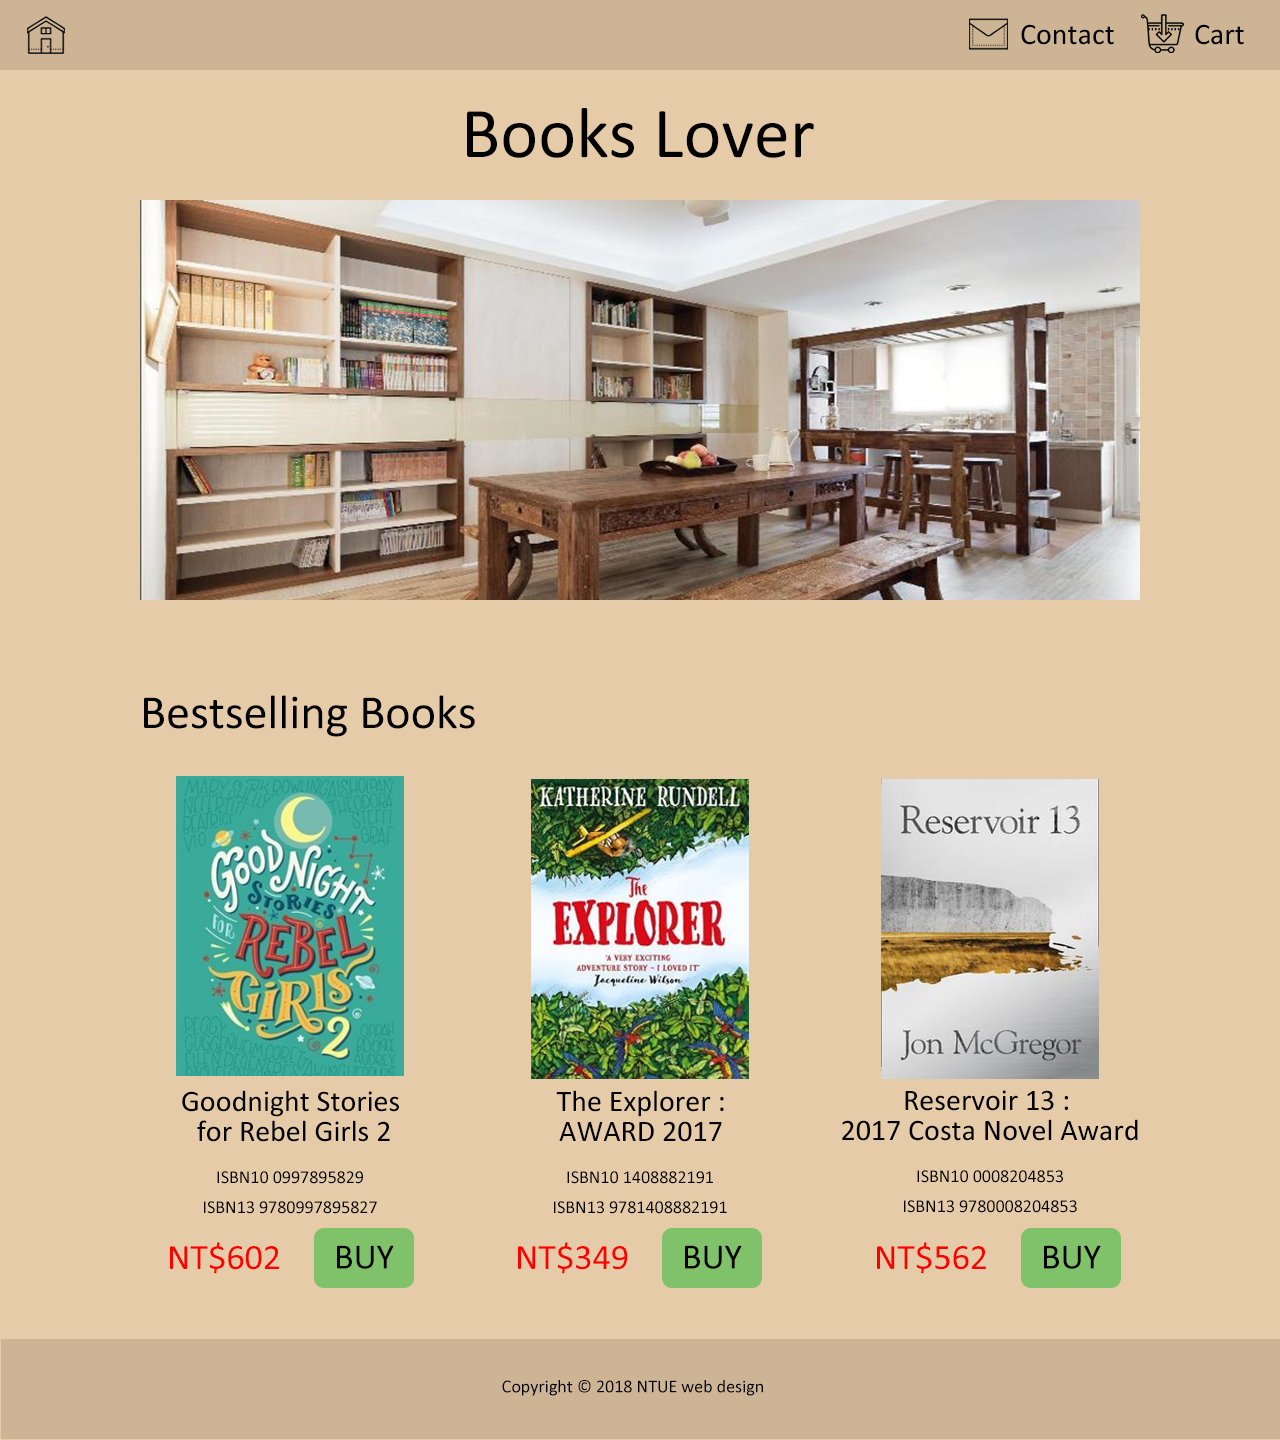 Contact
Cart
Books Lover
Bestselling Books
GOOD NIGHT
STORIES
FOR
REBEL
GIRLS
2
KATHERINE RUNDELL
The
EXPLORER
'A VERY EXCITING
ADVENTURE STORY - I LOVED IT'
Jacqueline Wilson
Reservoir 13
Jon McGregor
Goodnight Stories
for Rebel Girls 2
ISBN10 0997895829
ISBN13 9780997895827
NT$602
BUY
The Explorer :
AWARD 2017
ISBN10 1408882191
ISBN13 9781408882191
NT$349
BUY
Reservoir 13 :
2017 Costa Novel Award
ISBN10 0008204853
ISBN13 9780008204853
NT$562
BUY
Copyright © 2018 NTUE web design